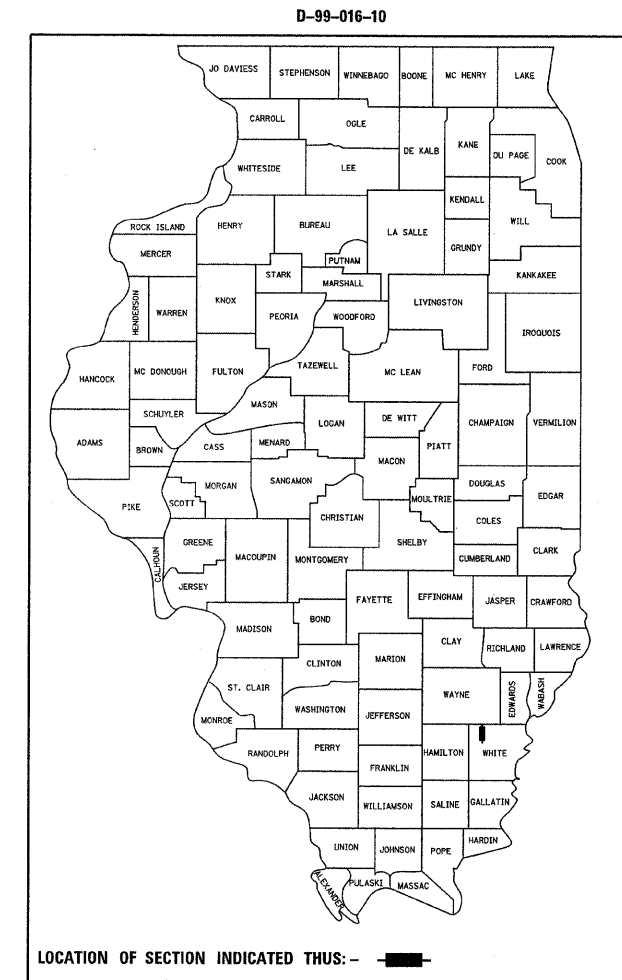 D-99-016-10
JO DAVIESS
STEPHENSON
WINNEBAGO
BOONE
MC HENRY
LAKE
CARROLL
OGLE
DE KALB
KANE
DU PAGE
COOK
WHITESIDE
LEE
KENDALL
WILL
ROCK ISLAND
HENRY
BUREAU
LA SALLE
GRUNDY
MERCER
PUTNAM
STARK
MARSHALL
KANKAKEE
HENDERSON
WARREN
KNOX
PEORIA
WOODFORD
LIVINGSTON
IROQUOIS
HANCOCK
MC DONOUGH
FULTON
TAZEWELL
MC LEAN
FORD
SCHUYLER
MASON
LOGAN
DE WITT
CHAMPAIGN
VERMILION
ADAMS
BROWN
CASS
MENARD
MACON
PIATT
MORGAN
SANGAMON
DOUGLAS
EDGAR
PIKE
SCOTT
CHRISTIAN
MOULTRIE
COLES
GREENE
MACOUPIN
MONTGOMERY
SHELBY
CUMBERLAND
CLARK
CALHOUN
JERSEY
FAYETTE
EFFINGHAM
JASPER
CRAWFORD
MADISON
BOND
CLAY
RICHLAND
LAWRENCE
CLINTON
MARION
ST. CLAIR
WAYNE
EDWARDS
WABASH
MONROE
WASHINGTON
JEFFERSON
RANDOLPH
PERRY
HAMILTON
WHITE
FRANKLIN
JACKSON
WILLIAMSON
SALINE
GALLATIN
UNION
JOHNSON
POPE
HARDIN
ALEXANDER
PULASKI
MASSAC
LOCATION OF SECTION INDICATED THUS: -